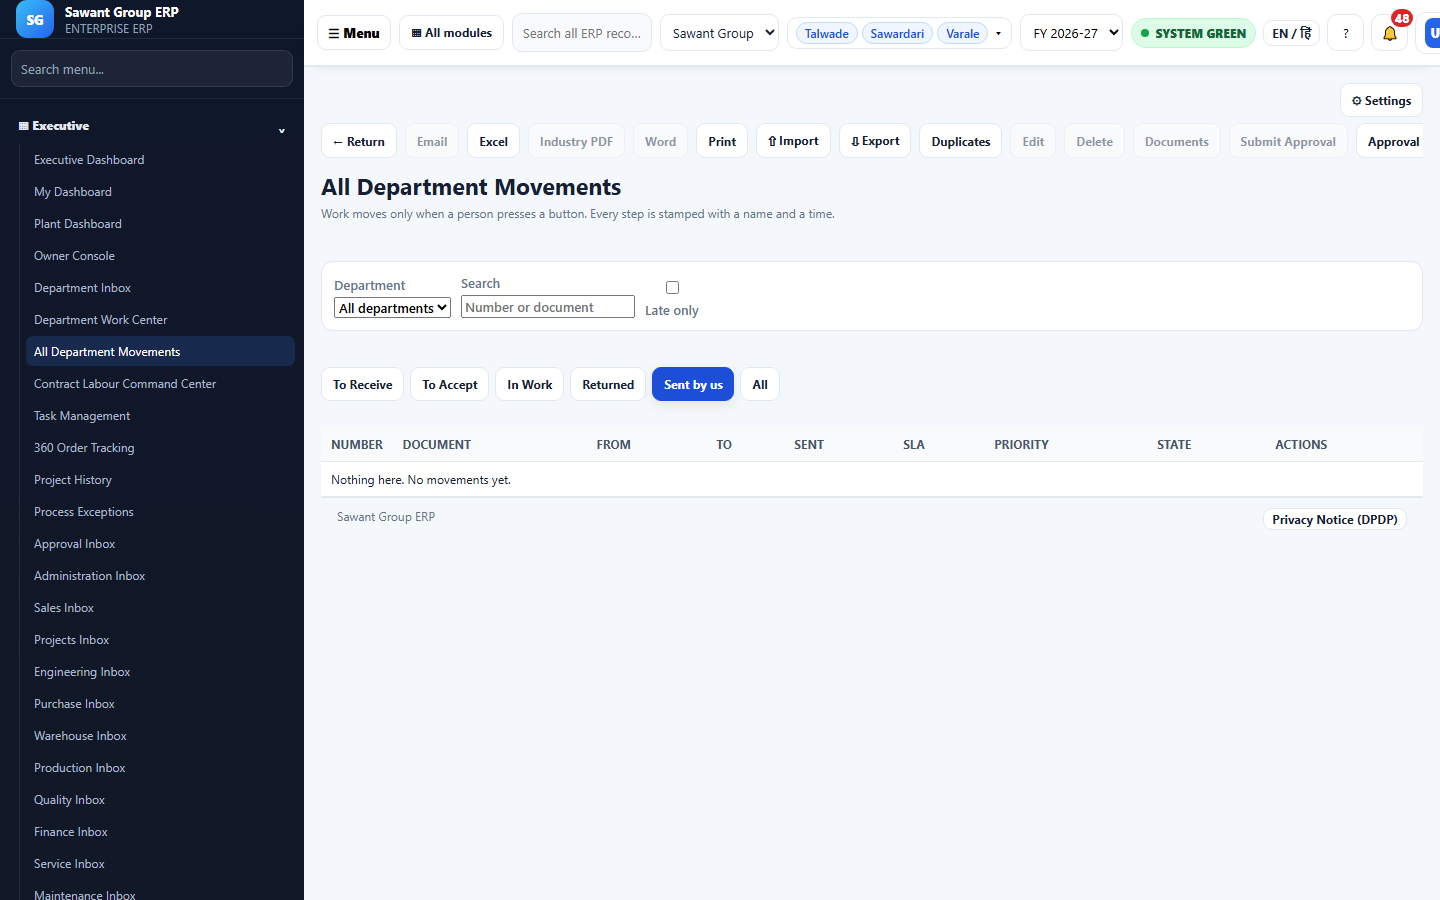 SG
Sawant Group ERP
ENTERPRISE ERP
Search menu...
Executive
Executive Dashboard
My Dashboard
Plant Dashboard
Owner Console
Department Inbox
Department Work Center
All Department Movements
Contract Labour Command Center
Task Management
360 Order Tracking
Project History
Process Exceptions
Approval Inbox
Administration Inbox
Sales Inbox
Projects Inbox
Engineering Inbox
Purchase Inbox
Warehouse Inbox
Production Inbox
Quality Inbox
Finance Inbox
Service Inbox
Maintenance Inbox
☰ Menu All modules Search all ERP reco... Sawant Group Talwade Sawardari Varale FY 2026-27 SYSTEM GREEN EN / हिं ? 48 U
⚙ Settings
← Return Email Excel Industry PDF Word Print ⇧ Import ⇩ Export Duplicates Edit Delete Documents Submit Approval Approval
All Department Movements
Work moves only when a person presses a button. Every step is stamped with a name and a time.
Department Search
All departments Number or document Late only
To Receive To Accept In Work Returned Sent by us All
NUMBER DOCUMENT FROM TO SENT SLA PRIORITY STATE ACTIONS
Nothing here. No movements yet.
Sawant Group ERP Privacy Notice (DPDP)